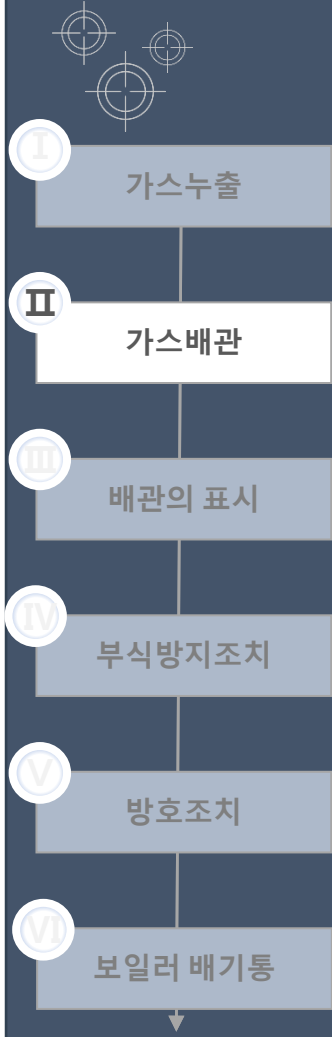 Ⅰ
가스누출
Ⅱ
가스배관
Ⅲ
배관의 표시
Ⅳ
부식방지조치
Ⅴ
방호조치
Ⅵ
보일러 배기통